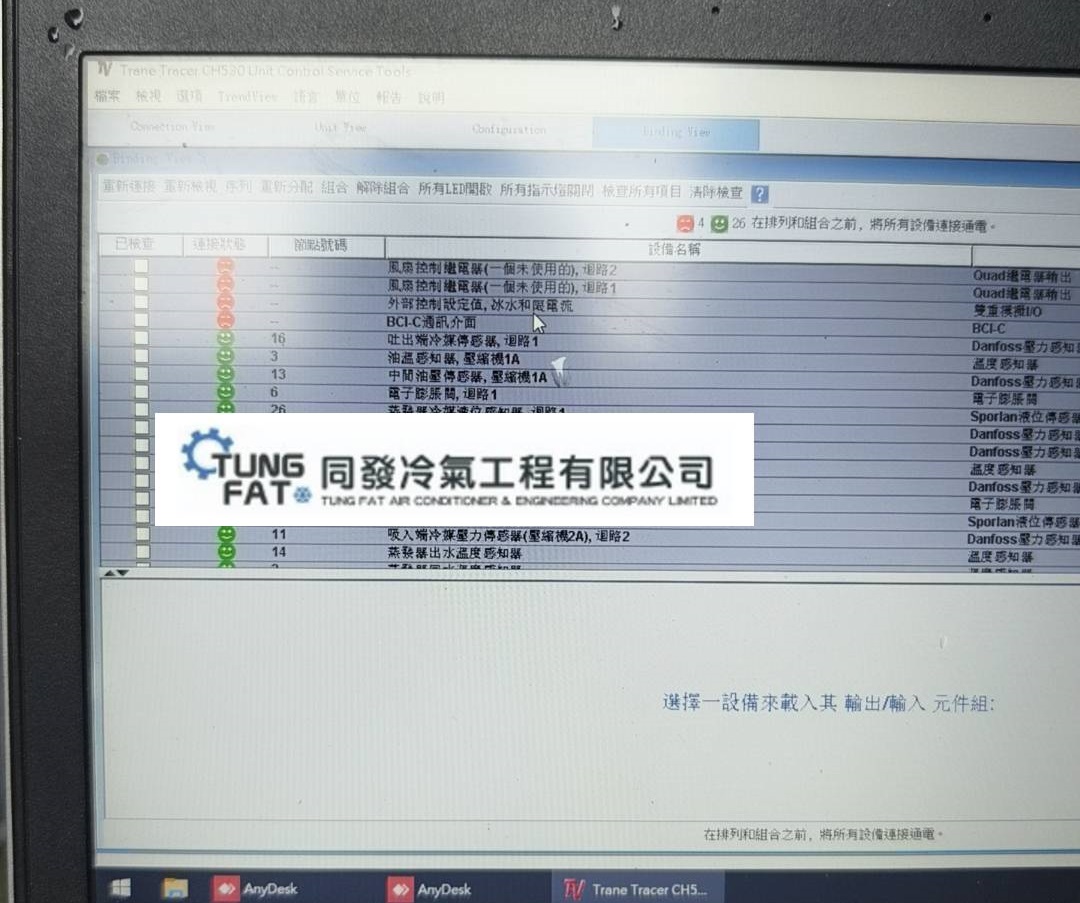 Trane Tracer CH530 Unit Control Service Tools
檔案 檢視 選項 TrendView 語言 單位 報告 說明
Connection View Unit View Configuration Binding View
Binding View
重新連接 重新檢視 序列 重新分配 組合 解除組合 所有LED開啟 所有指示燈關閉 檢查所有項目 清除檢查 ?
4 26 在排列和組合之前，將所有設備連接通電。
已檢查 連接狀態 節點號碼 設備名稱
-- 風扇控制繼電器(一個未使用的), 迴路2 Quad繼電器輸出
-- 風扇控制繼電器(一個未使用的), 迴路1 Quad繼電器輸出
-- 外部控制設定值, 冰水和限電流 雙重類比I/O
-- BCI-C通訊介面 BCI-C
16 吐出端冷媒傳感器, 迴路1 Danfoss壓力感知器
3 油溫感知器, 壓縮機1A 溫度感知器
13 中間油壓傳感器, 壓縮機1A Danfoss壓力感知器
6 電子膨脹閥, 迴路1 電子膨脹閥
26 蒸發器冷媒液位感知器, 迴路1 Sporlan液位傳感器
Danfoss壓力感知器
Danfoss壓力感知器
溫度感知器
Danfoss壓力感知器
電子膨脹閥
Sporlan液位傳感器
TUNG FAT 同發冷氣工程有限公司
TUNG FAT AIR CONDITIONER & ENGINEERING COMPANY LIMITED
11 吸入端冷媒壓力傳感器(壓縮機2A), 迴路2 Danfoss壓力感知器
14 蒸發器出水溫度感知器 溫度感知器
選擇一設備來載入其 輸出/輸入 元件組:
在排列和組合之前，將所有設備連接通電。
AnyDesk AnyDesk Trane Tracer CH5...